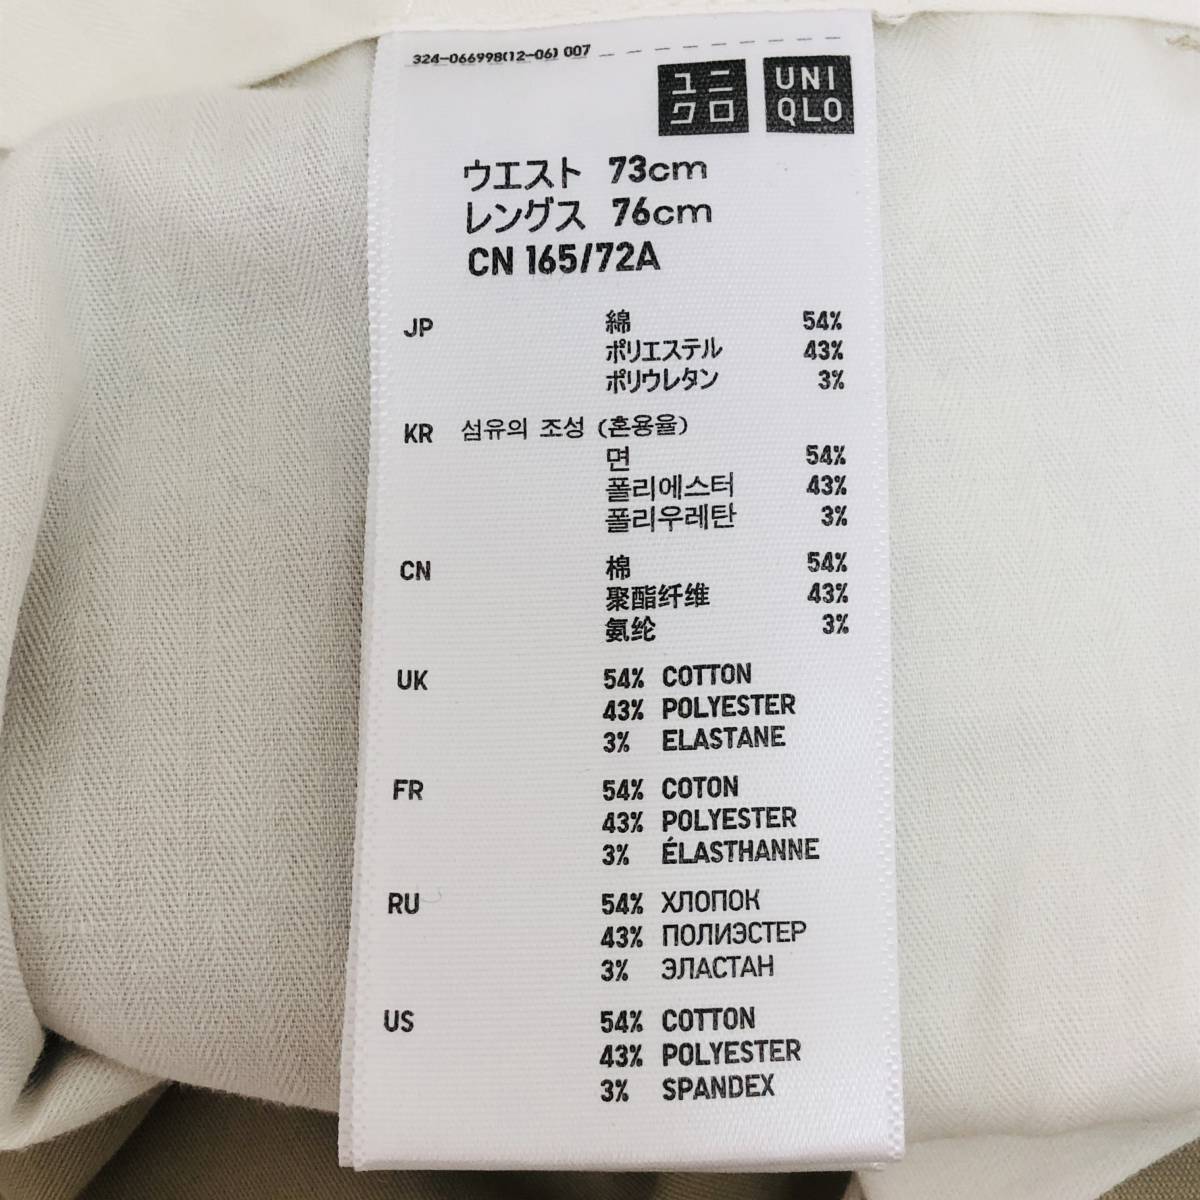 324-066998(12-06) 007
ユニ
クロ
UNI
QLO
ウエスト 73cm
レングス 76cm
CN 165/72A
JP 綿 54%
ポリエステル 43%
ポリウレタン 3%
KR 섬유의 조성 (혼용율)
면 54%
폴리에스터 43%
폴리우레탄 3%
CN 棉 54%
聚酯纤维 43%
氨纶 3%
UK 54% COTTON
43% POLYESTER
3% ELASTANE
FR 54% COTON
43% POLYESTER
3% ÉLASTHANNE
RU 54% ХЛОПОК
43% ПОЛИЭСТЕР
3% ЭЛАСТАН
US 54% COTTON
43% POLYESTER
3% SPANDEX